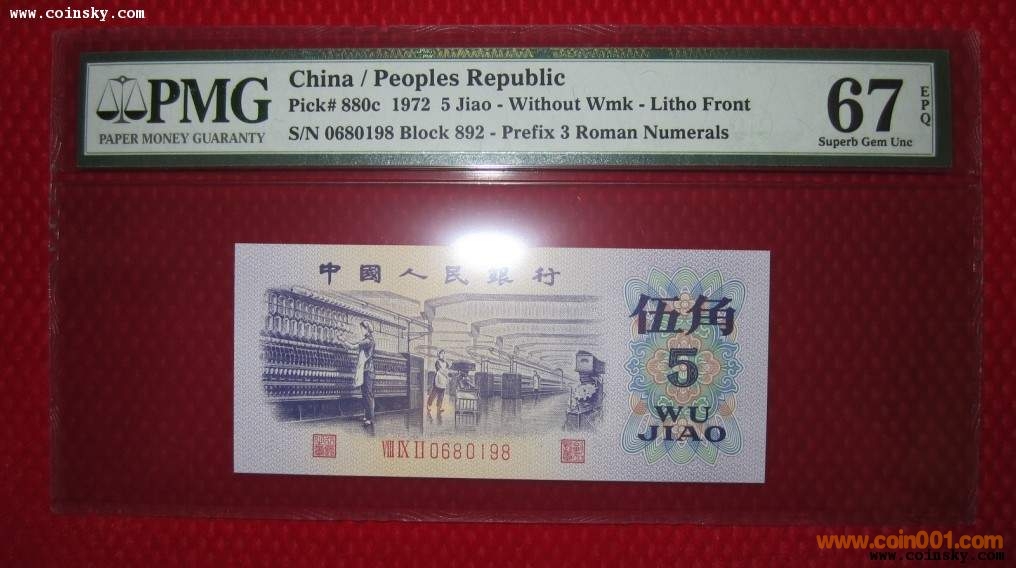 www.coinsky.com
PMG
PAPER MONEY GUARANTY
China / Peoples Republic
Pick# 880c 1972 5 Jiao - Without Wmk - Litho Front
S/N 0680198 Block 892 - Prefix 3 Roman Numerals
67
EPQ
Superb Gem Unc
中國人民銀行
伍角
5
WU
JIAO
VIII IX II 0680198
www.coin001.com
www.coinsky.com